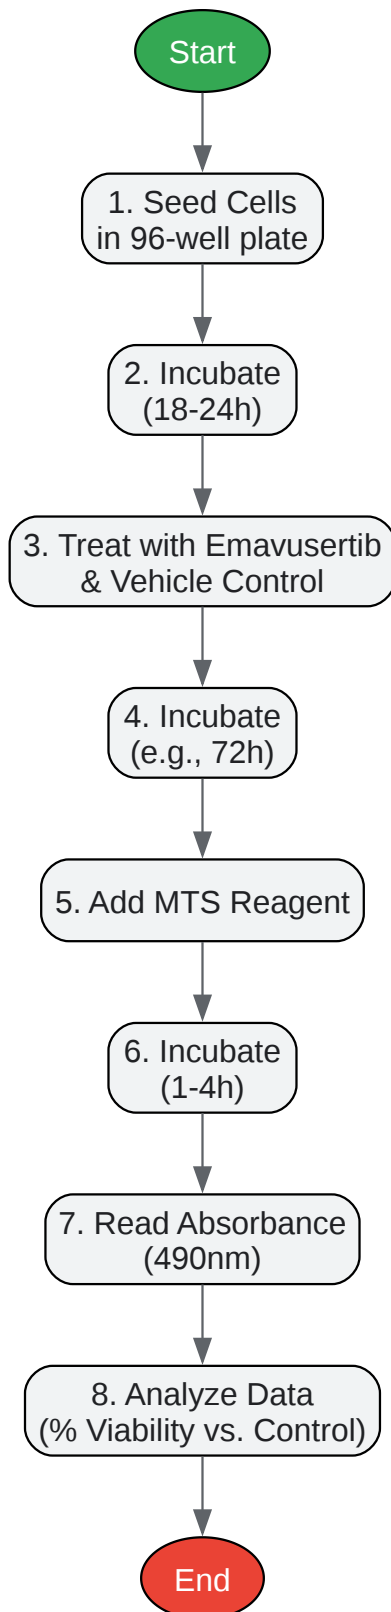 Start
1. Seed Cells
in 96-well plate
2. Incubate
(18-24h)
3. Treat with Emavusertib
& Vehicle Control
4. Incubate
(e.g., 72h)
5. Add MTS Reagent
6. Incubate
(1-4h)
7. Read Absorbance
(490nm)
8. Analyze Data
(% Viability vs. Control)
End